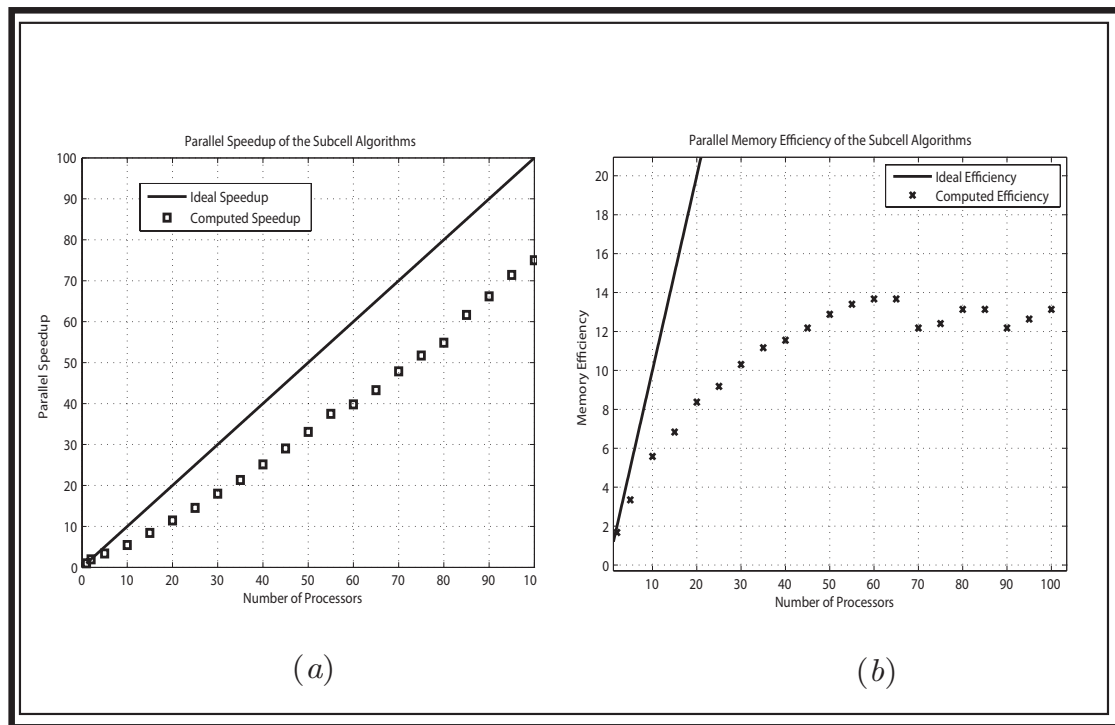 Parallel Speedup of the Subcell Algorithms
100
90
80
70
60
50
40
30
20
10
0
Parallel Speedup
Ideal Speedup
Computed Speedup
0 10 20 30 40 50 60 70 80 90 10
Number of Processors
(a)
Parallel Memory Efficiency of the Subcell Algorithms
20
18
16
14
12
10
8
6
4
2
0
Memory Efficiency
Ideal Efficiency
Computed Efficiency
10 20 30 40 50 60 70 80 90 100
Number of Processors
(b)